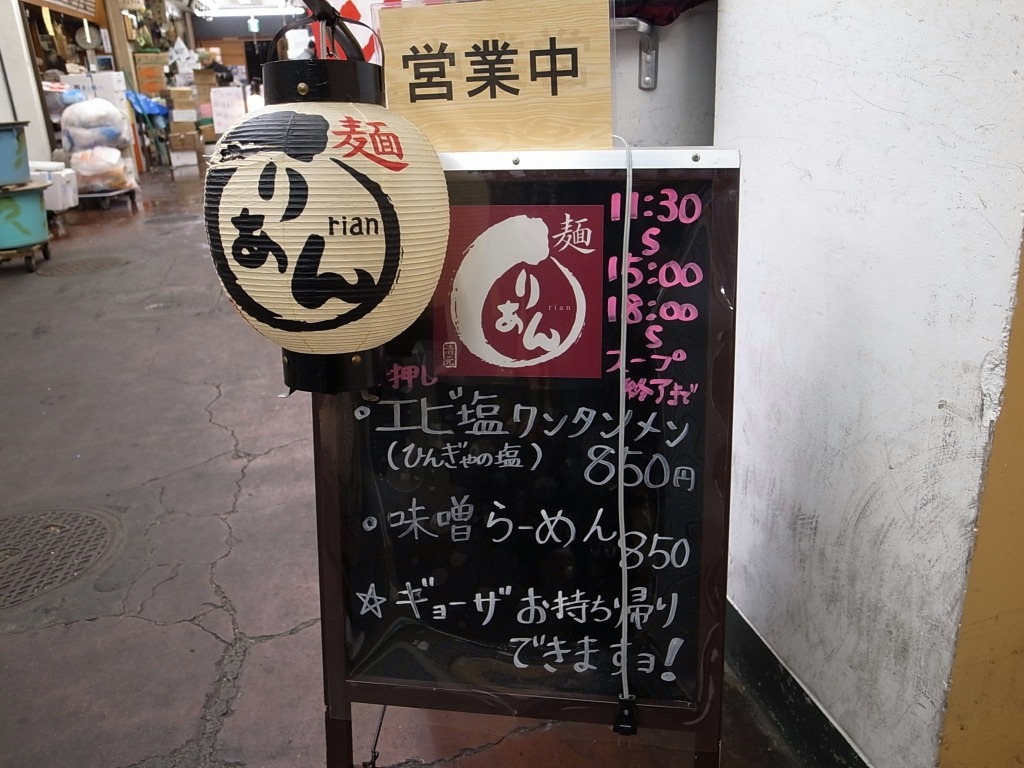 営業中
麺
りあん
rian
麺
りあん
rian
11:30
S
15:00
18:00
S
スープ
終了まで
押し
。エビ塩ワンタンメン
(ひんぎゃの塩) 850円
。味噌らーめん 850
☆ギョーザお持ち帰り
できますョ!